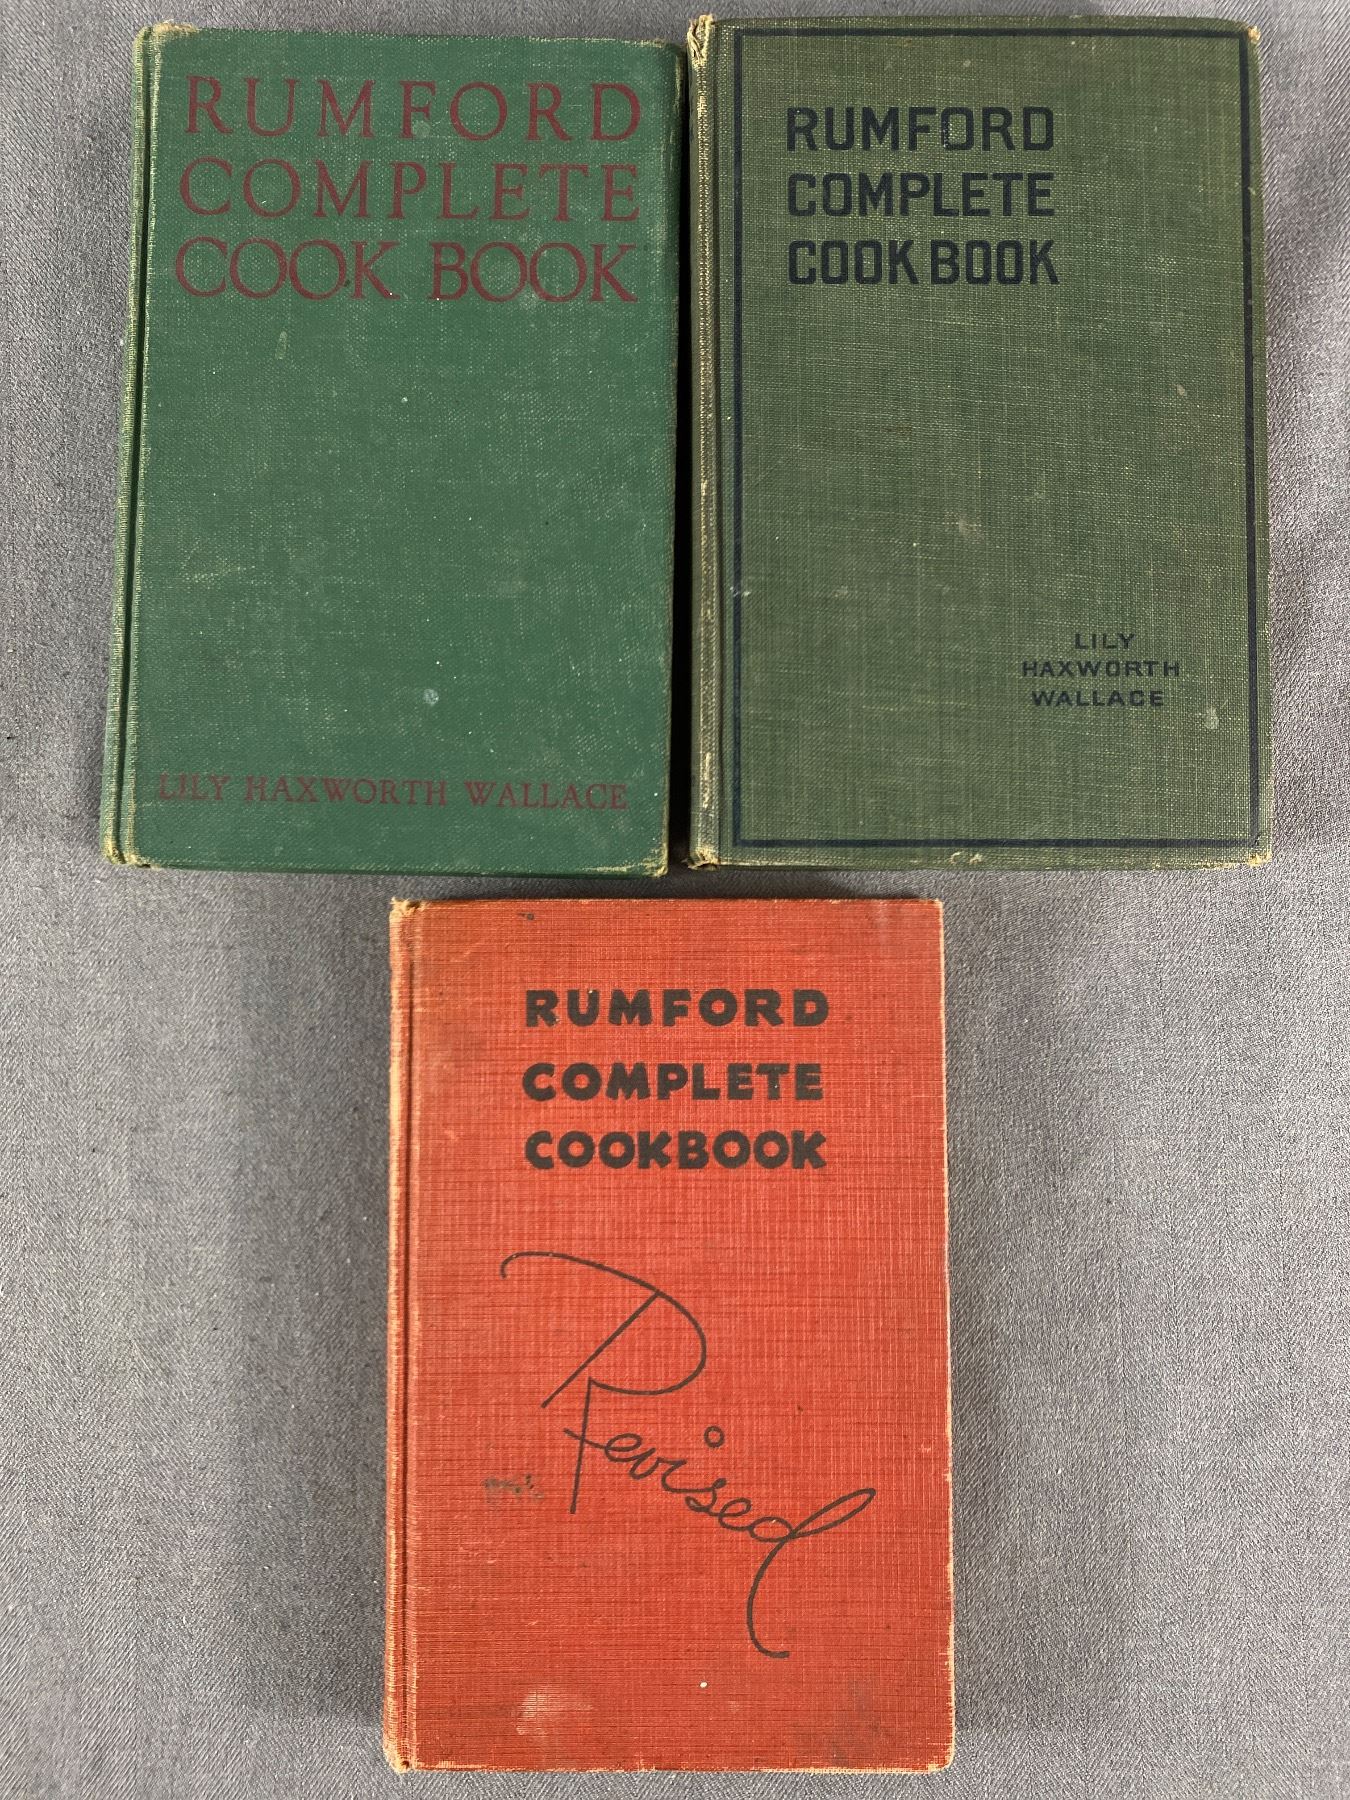 RUMFORD
COMPLETE
COOK BOOK
LILY HAXWORTH WALLACE
RUMFORD
COMPLETE
COOK BOOK
LILY
HAXWORTH
WALLACE
RUMFORD
COMPLETE
COOKBOOK
Revised